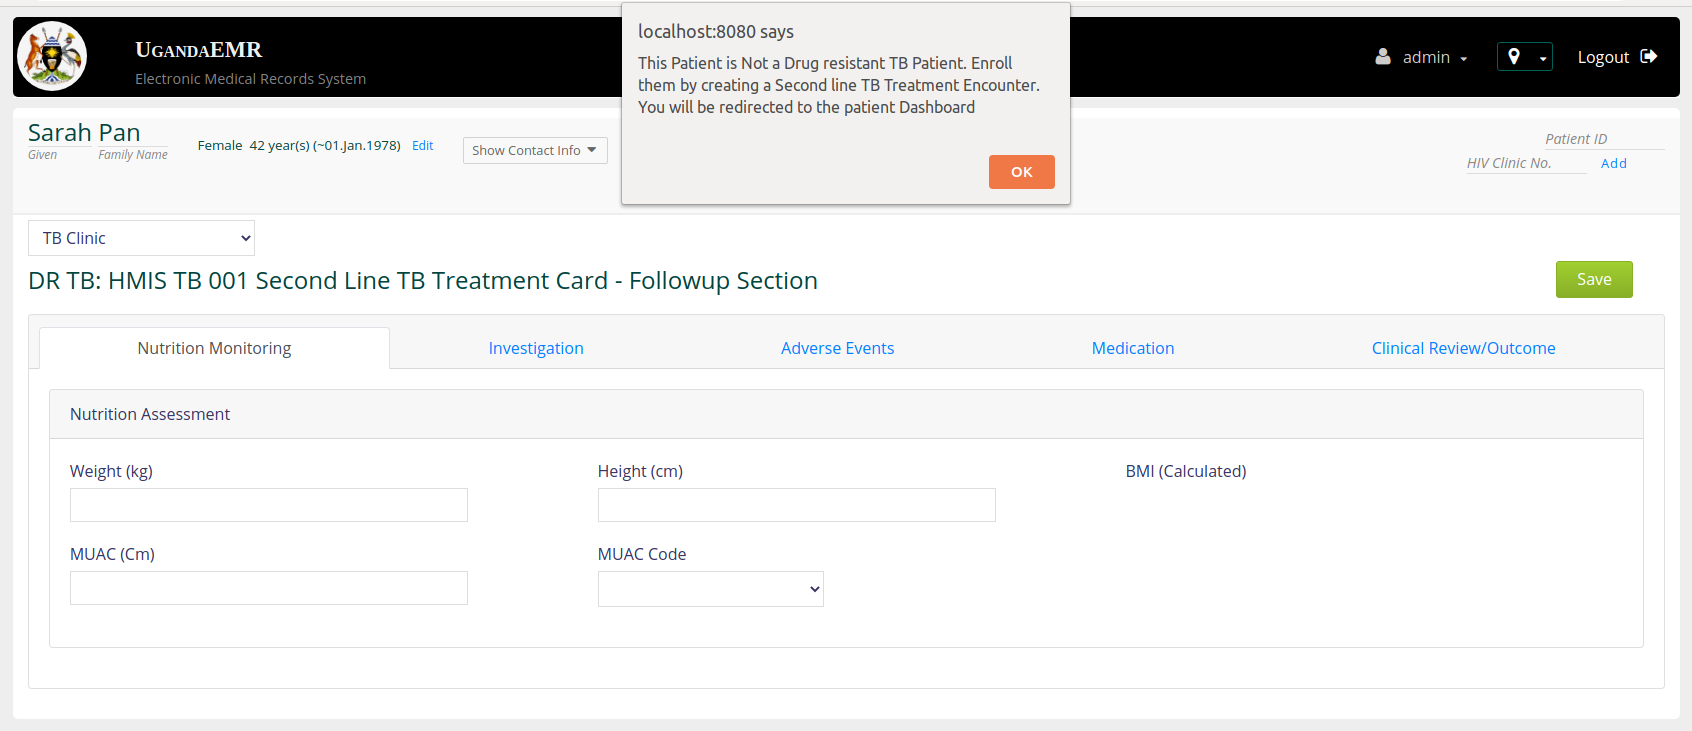 localhost:8080 says
This Patient is Not a Drug resistant TB Patient. Enroll
them by creating a Second line TB Treatment Encounter.
You will be redirected to the patient Dashboard
OK
UgandaEMR
Electronic Medical Records System
admin
Logout
Sarah Pan
Given Family Name
Female 42 year(s) (~01.Jan.1978) Edit
Show Contact Info
Patient ID
HIV Clinic No. Add
TB Clinic
DR TB: HMIS TB 001 Second Line TB Treatment Card - Followup Section
Save
Nutrition Monitoring Investigation Adverse Events Medication Clinical Review/Outcome
Nutrition Assessment
Weight (kg) Height (cm) BMI (Calculated)
MUAC (Cm) MUAC Code